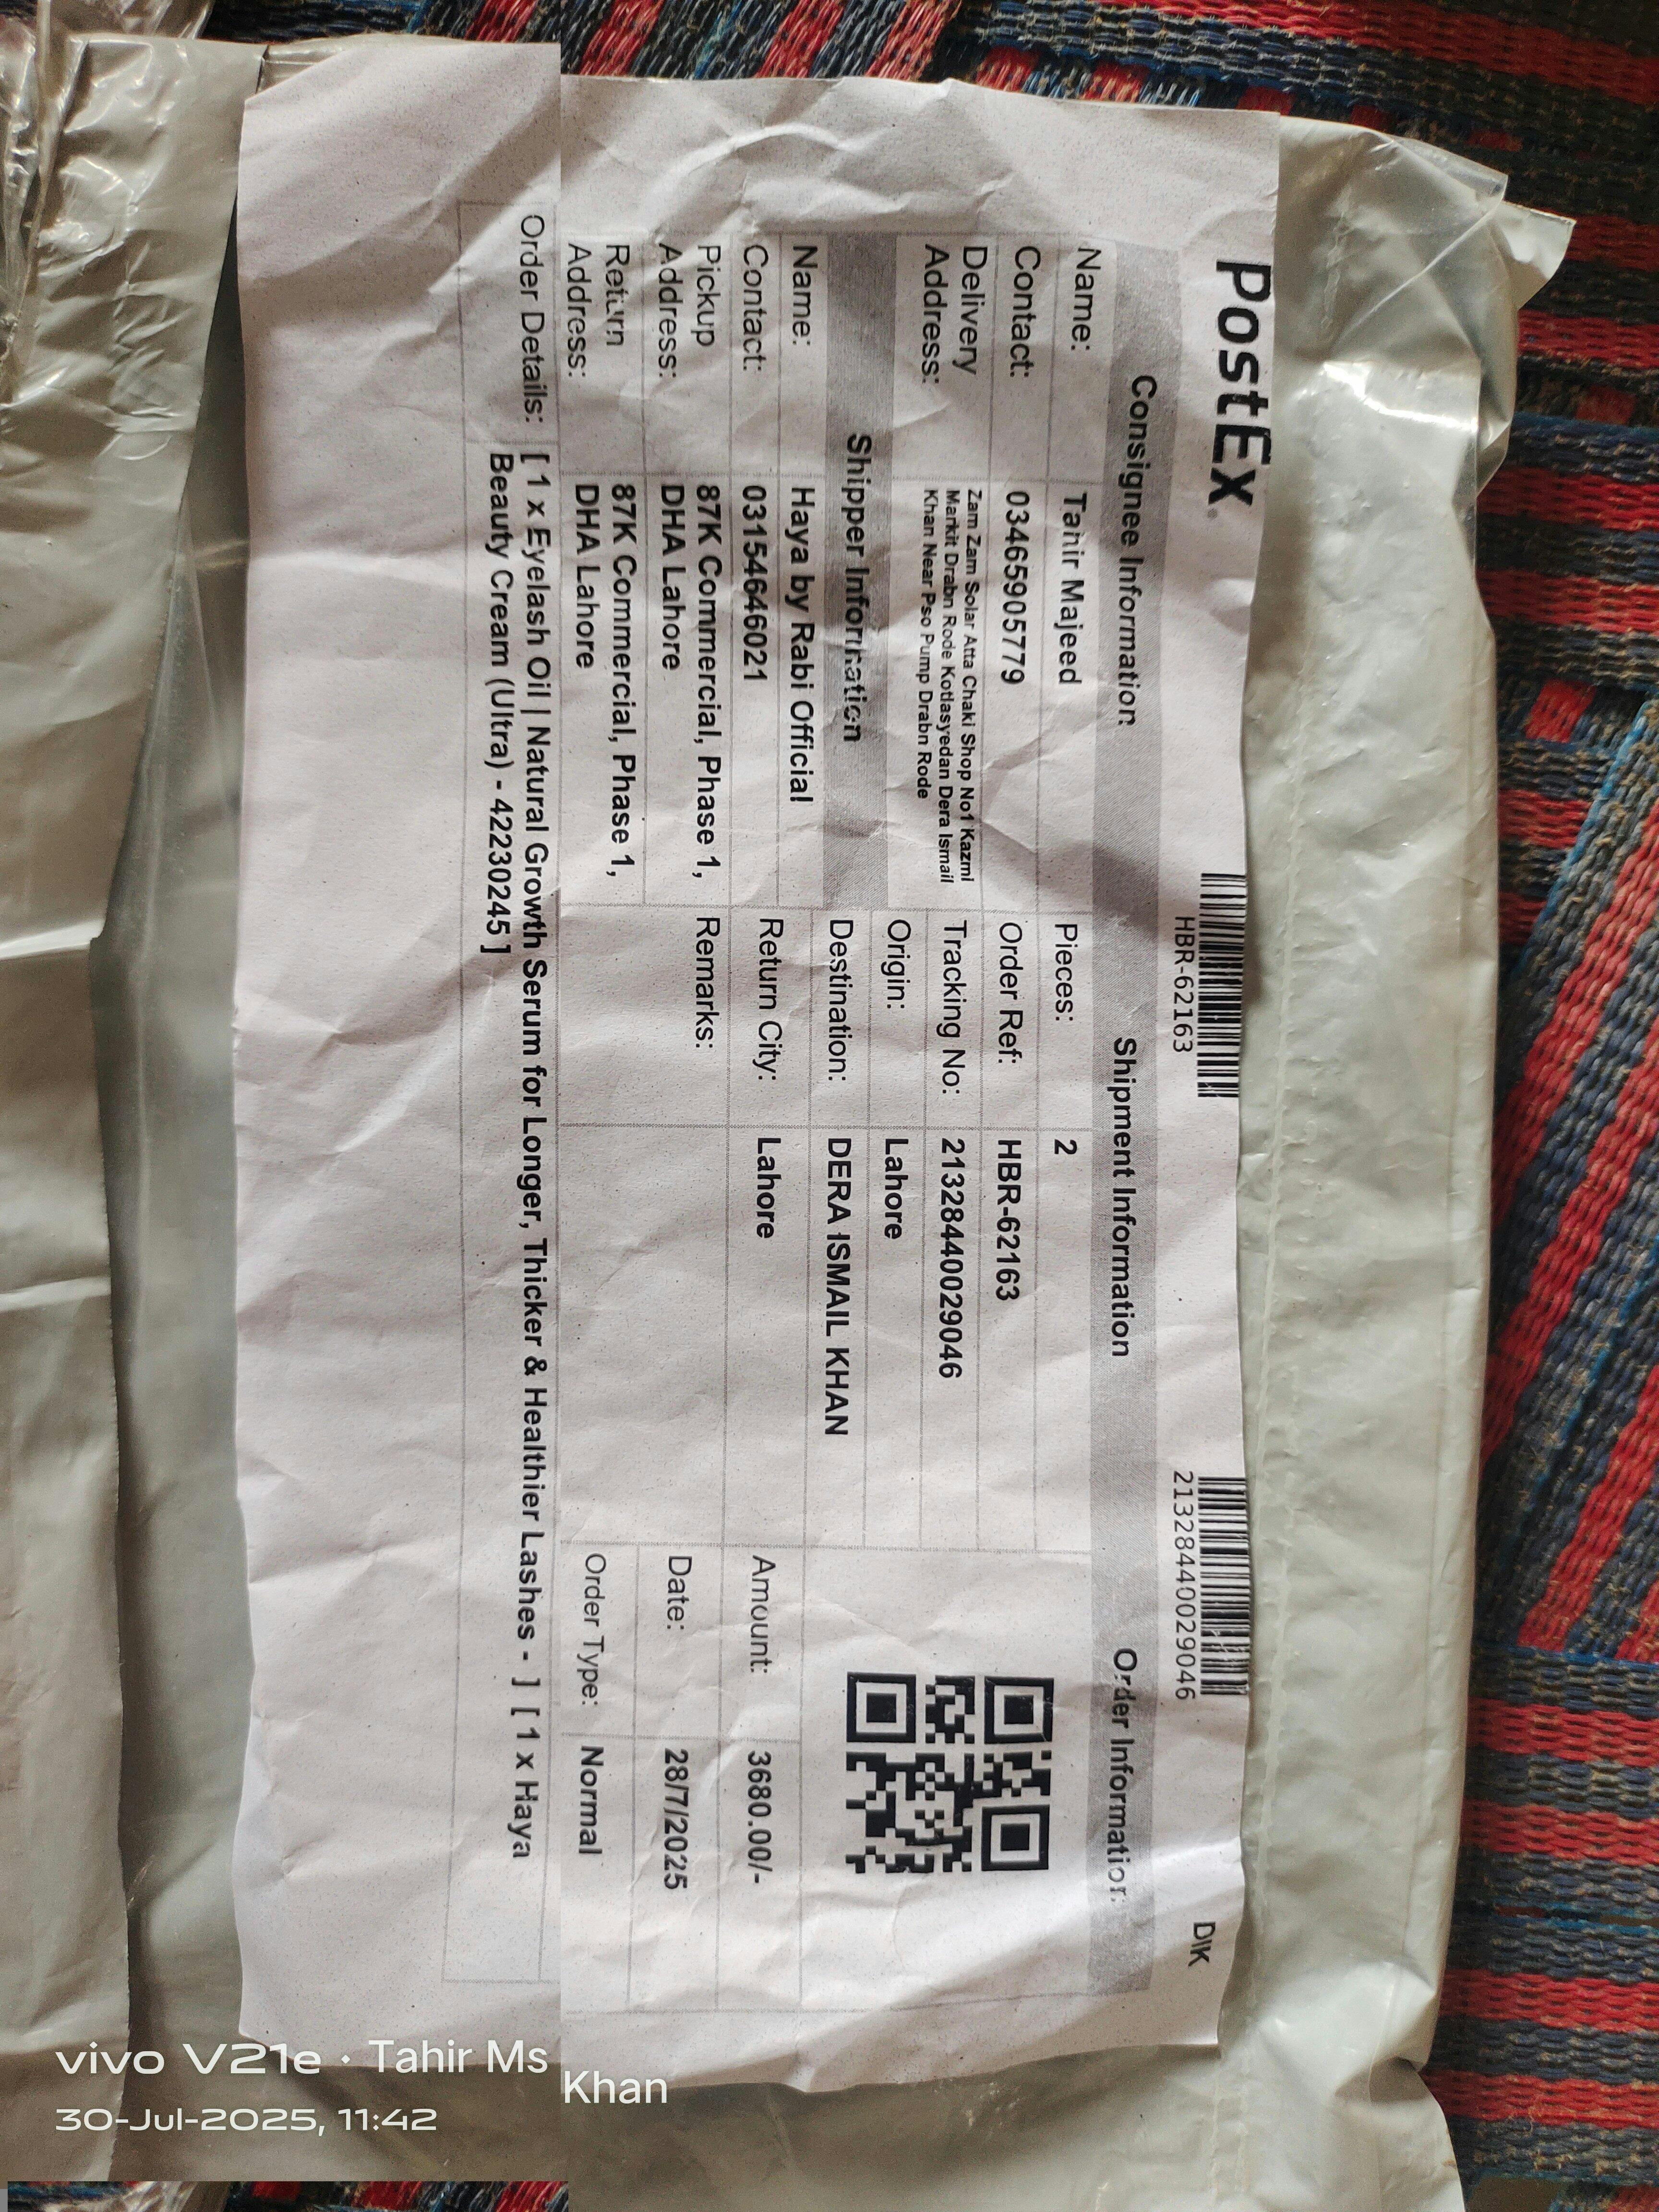 PostEx
HBR-62163
21328440029046
DIK
Consignee Information
Shipment Information
Order Information
Name: Tahir Majeed
Contact: 03465905779
Delivery Address: Zam Zam Solar Atta Chaki Shop No1 Kazmi
Markit Drabn Rode Kotlasyedan Dera Ismail
Khan Near Pso Pump Drabn Rode
Shipper Information
Name: Haya by Rabi Official
Contact: 03154646021
Pickup Address: 87K Commercial, Phase 1,
DHA Lahore
Return Address: 87K Commercial, Phase 1,
DHA Lahore
Pieces: 2
Order Ref: HBR-62163
Tracking No: 21328440029046
Origin: Lahore
Destination: DERA ISMAIL KHAN
Return City: Lahore
Remarks:
Amount: 3680.00/-
Date: 28/7/2025
Order Type: Normal
Order Details: [ 1 x Eyelash Oil | Natural Growth Serum for Longer, Thicker & Healthier Lashes - ] [ 1 x Haya
Beauty Cream (Ultra) - 42230245 ]
vivo V21e · Tahir Ms
Khan
30-Jul-2025, 11:42